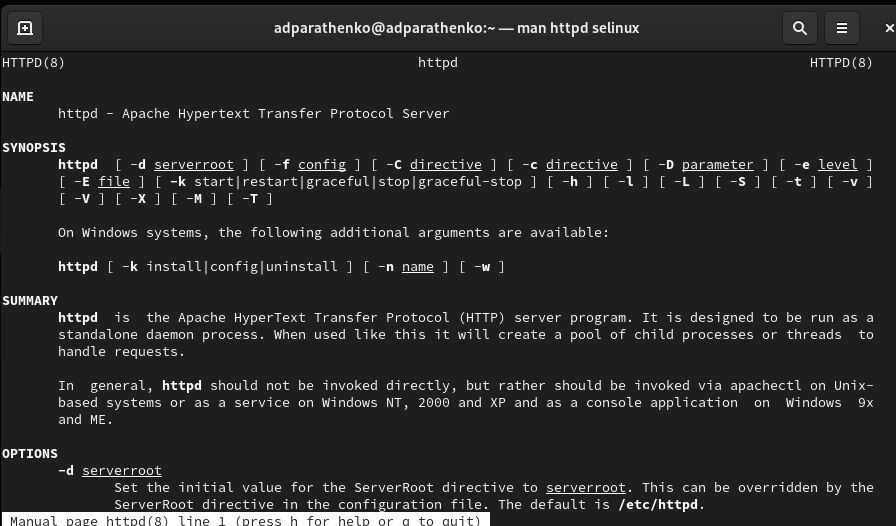 adparathenko@adparathenko:~ — man httpd selinux
HTTPD(8) httpd HTTPD(8)
NAME
httpd - Apache Hypertext Transfer Protocol Server
SYNOPSIS
httpd [ -d serverroot ] [ -f config ] [ -C directive ] [ -c directive ] [ -D parameter ] [ -e level ]
[ -E file ] [ -k start|restart|graceful|stop|graceful-stop ] [ -h ] [ -l ] [ -L ] [ -S ] [ -t ] [ -v ]
[ -V ] [ -X ] [ -M ] [ -T ]
On Windows systems, the following additional arguments are available:
httpd [ -k install|config|uninstall ] [ -n name ] [ -w ]
SUMMARY
httpd is the Apache HyperText Transfer Protocol (HTTP) server program. It is designed to be run as a
standalone daemon process. When used like this it will create a pool of child processes or threads to
handle requests.
In general, httpd should not be invoked directly, but rather should be invoked via apachectl on Unix-
based systems or as a service on Windows NT, 2000 and XP and as a console application on Windows 9x
and ME.
OPTIONS
-d serverroot
Set the initial value for the ServerRoot directive to serverroot. This can be overridden by the
ServerRoot directive in the configuration file. The default is /etc/httpd.
Manual page httpd(8) line 1 (press h for help or q to quit)